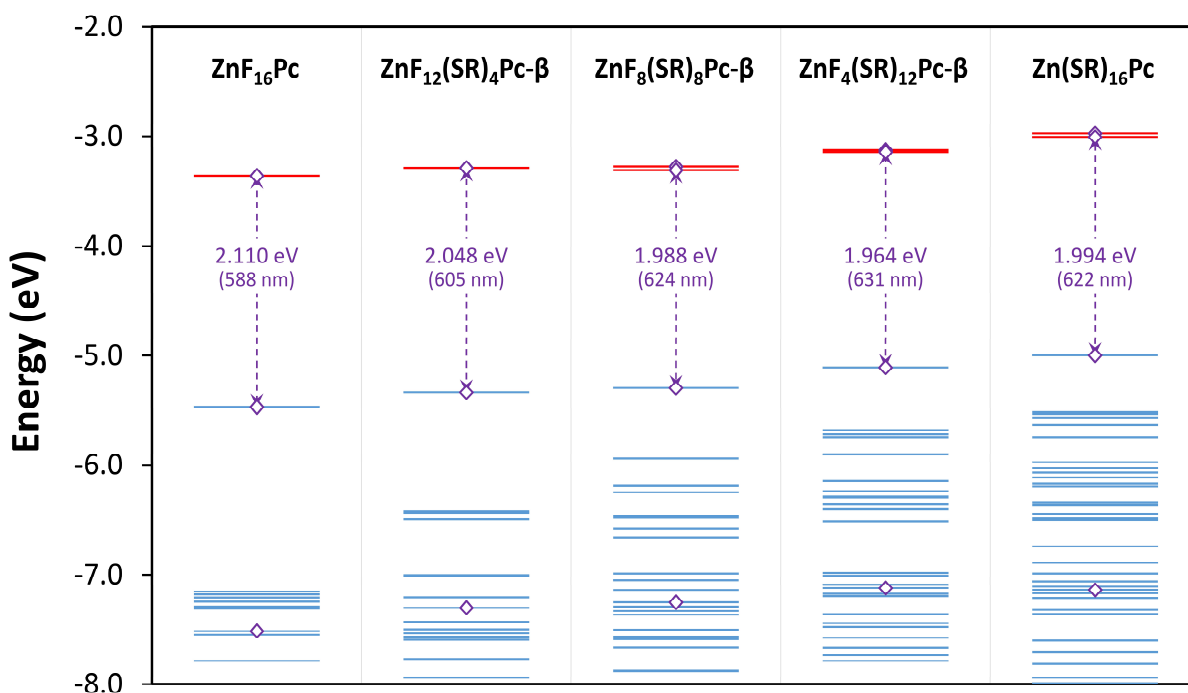 -2.0
ZnF₁₆Pc ZnF₁₂(SR)₄Pc-β ZnF₈(SR)₈Pc-β ZnF₄(SR)₁₂Pc-β Zn(SR)₁₆Pc
-3.0
-4.0
2.110 eV 2.048 eV 1.988 eV 1.964 eV 1.994 eV
(588 nm) (605 nm) (624 nm) (631 nm) (622 nm)
-5.0
-6.0
-7.0
-8.0
Energy (eV)